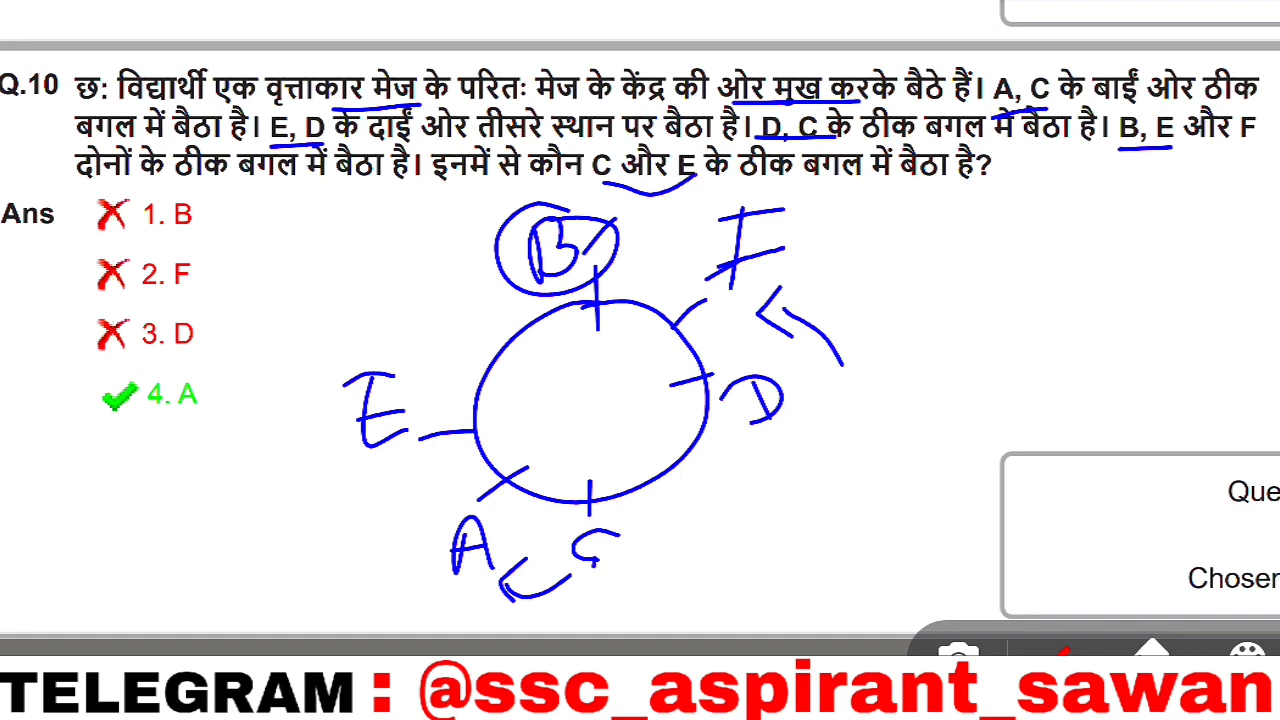 Q.10 छ: विद्यार्थी एक वृत्ताकार मेज के परितः मेज के केंद्र की ओर मुख करके बैठे हैं। A, C के बाईं ओर ठीक
बगल में बैठा है। E, D के दाईं ओर तीसरे स्थान पर बैठा है। D, C के ठीक बगल में बैठा है। B, E और F
दोनों के ठीक बगल में बैठा है। इनमें से कौन C और E के ठीक बगल में बैठा है?
Ans 1. B
2. F
3. D
4. A
B F
E D
A C
Que
Chosen
TELEGRAM : @ssc_aspirant_sawan